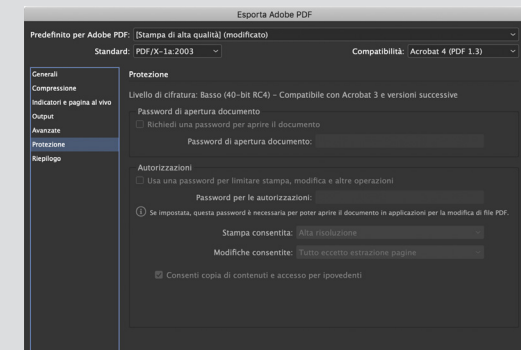 Esporta Adobe PDF
Predefinito per Adobe PDF: [Stampa di alta qualità] (modificato)
Standard: PDF/X-1a:2003 Compatibilità: Acrobat 4 (PDF 1.3)
Generali
Compressione
Indicatori e pagina al vivo
Output
Avanzate
Protezione
Riepilogo
Protezione
Livello di cifratura: Basso (40-bit RC4) – Compatibile con Acrobat 3 e versioni successive
Password di apertura documento
Richiedi una password per aprire il documento
Password di apertura documento:
Autorizzazioni
Usa una password per limitare stampa, modifica e altre operazioni
Password per le autorizzazioni:
Se impostata, questa password è necessaria per poter aprire il documento in applicazioni per la modifica di file PDF.
Stampa consentita: Alta risoluzione
Modifiche consentite: Tutto eccetto estrazione pagine
Consenti copia di contenuti e accesso per ipovedenti